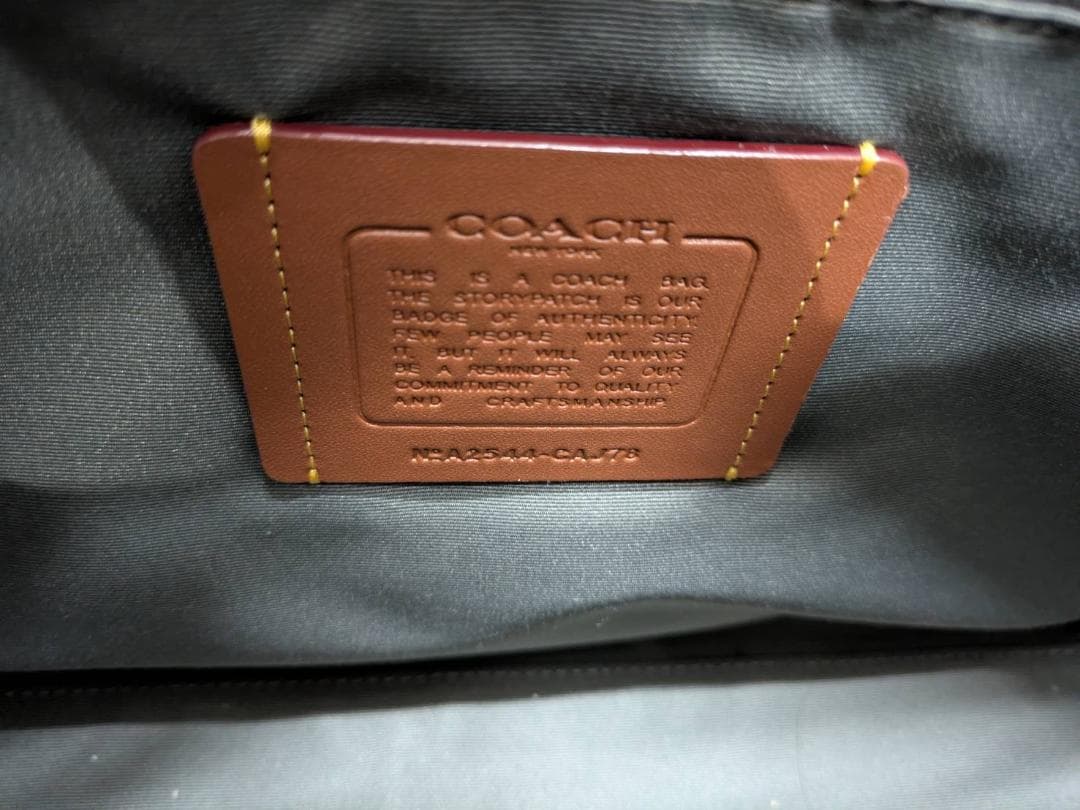 COACH
NEW YORK
THIS IS A COACH BAG.
THE STORYPATCH IS OUR
BADGE OF AUTHENTICITY.
FEW PEOPLE MAY SEE
IT, BUT IT WILL ALWAYS
BE A REMINDER OF OUR
COMMITMENT TO QUALITY
AND CRAFTSMANSHIP.
NºA2544-CAJ78